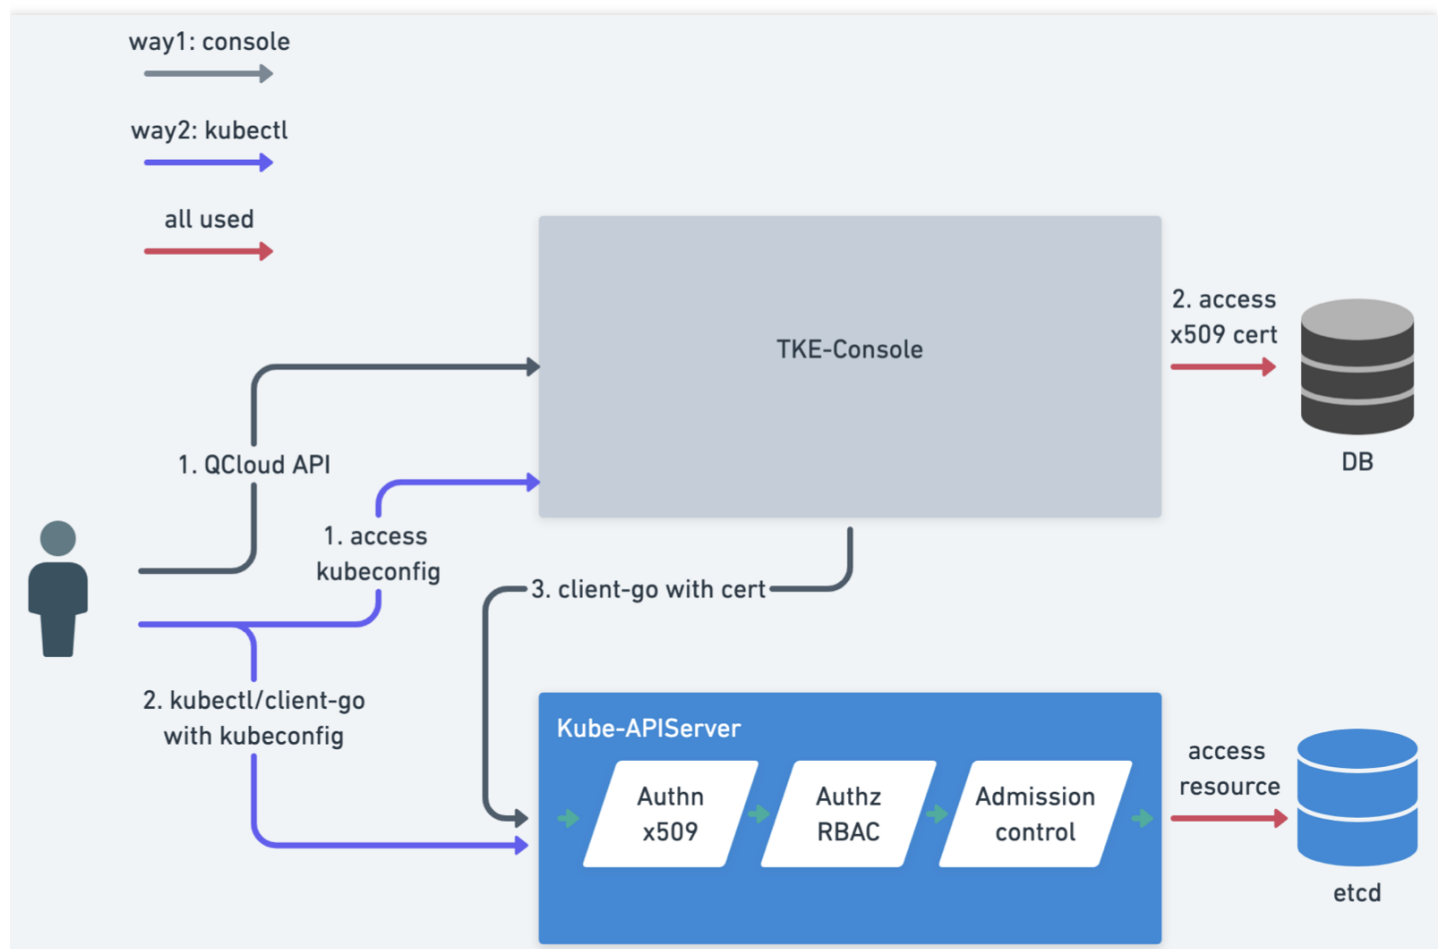 way1: console
way2: kubectl
all used
TKE-Console
2. access
x509 cert
DB
1. QCloud API
1. access
kubeconfig
3. client-go with cert
2. kubectl/client-go
with kubeconfig
Kube-APIServer
Authn
x509
Authz
RBAC
Admission
control
access
resource
etcd